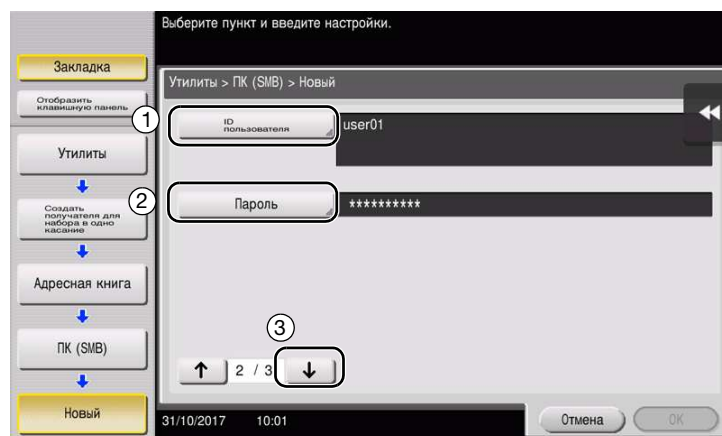 Выберите пункт и введите настройки.
Закладка
Отобразить
клавишную панель
Утилиты
Создать
получателя для
набора в одно
касание
Адресная книга
ПК (SMB)
Новый
Утилиты > ПК (SMB) > Новый
1
ID
пользователя
user01
2
Пароль
**********
3
↑ 2 / 3 ↓
31/10/2017 10:01
Отмена
OK